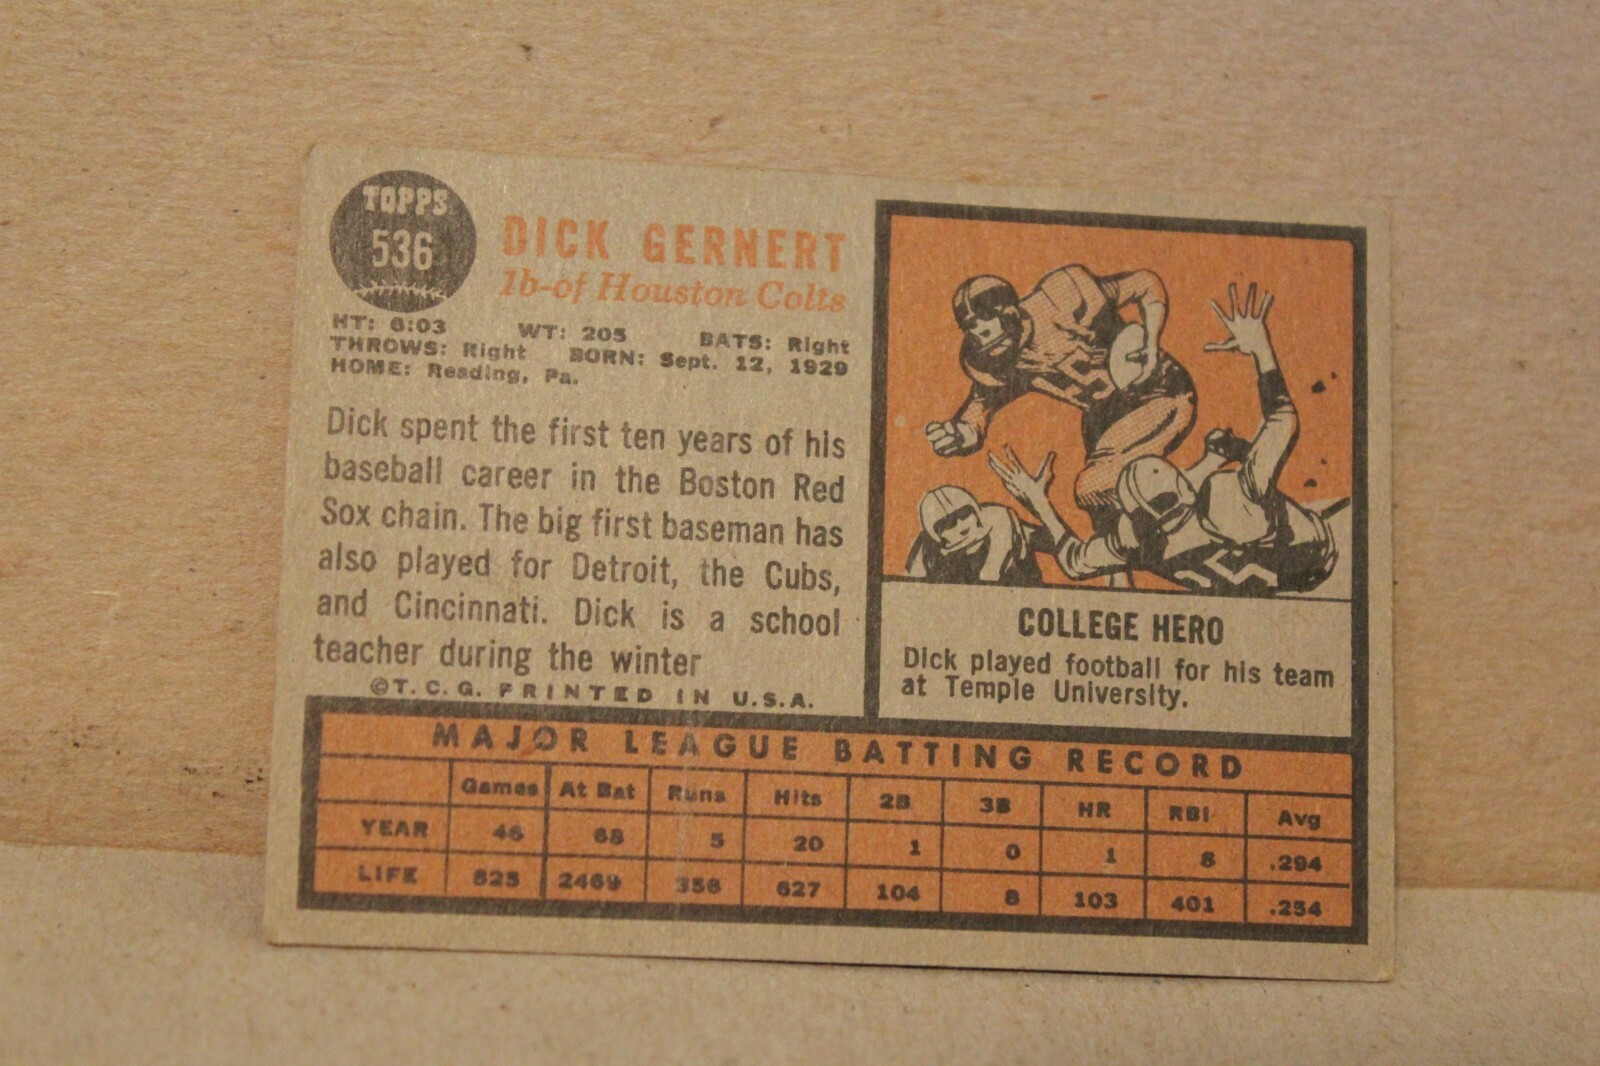 TOPPS
536
DICK GERNERT
1b-of Houston Colts
HT: 6:03 WT: 205 BATS: Right
THROWS: Right BORN: Sept. 12, 1929
HOME: Reading, Pa.
Dick spent the first ten years of his
baseball career in the Boston Red
Sox chain. The big first baseman has
also played for Detroit, the Cubs,
and Cincinnati. Dick is a school
teacher during the winter
©T. C. G. PRINTED IN U.S.A.
COLLEGE HERO
Dick played football for his team
at Temple University.
MAJOR LEAGUE BATTING RECORD
Games At Bat Runs Hits 2B 3B HR RBI Avg
YEAR 46 68 5 20 1 0 1 8 .294
LIFE 825 2469 356 627 104 8 103 401 .254